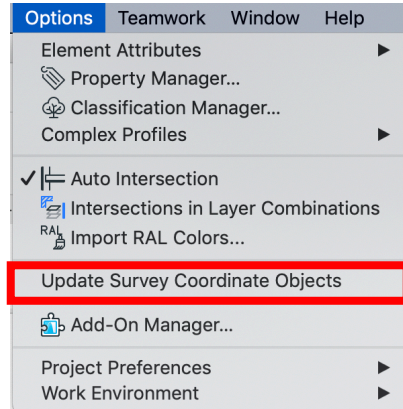 Options Teamwork Window Help
Element Attributes
Property Manager...
Classification Manager...
Complex Profiles
Auto Intersection
Intersections in Layer Combinations
RAL Import RAL Colors...
Update Survey Coordinate Objects
Add-On Manager...
Project Preferences
Work Environment